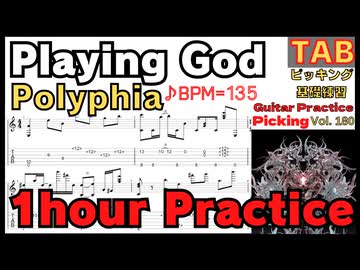 Playing God
Polyphia
♪BPM=135
TAB
ピッキング
基礎練習
Guitar Practice
Picking Vol. 180
1hour Practice